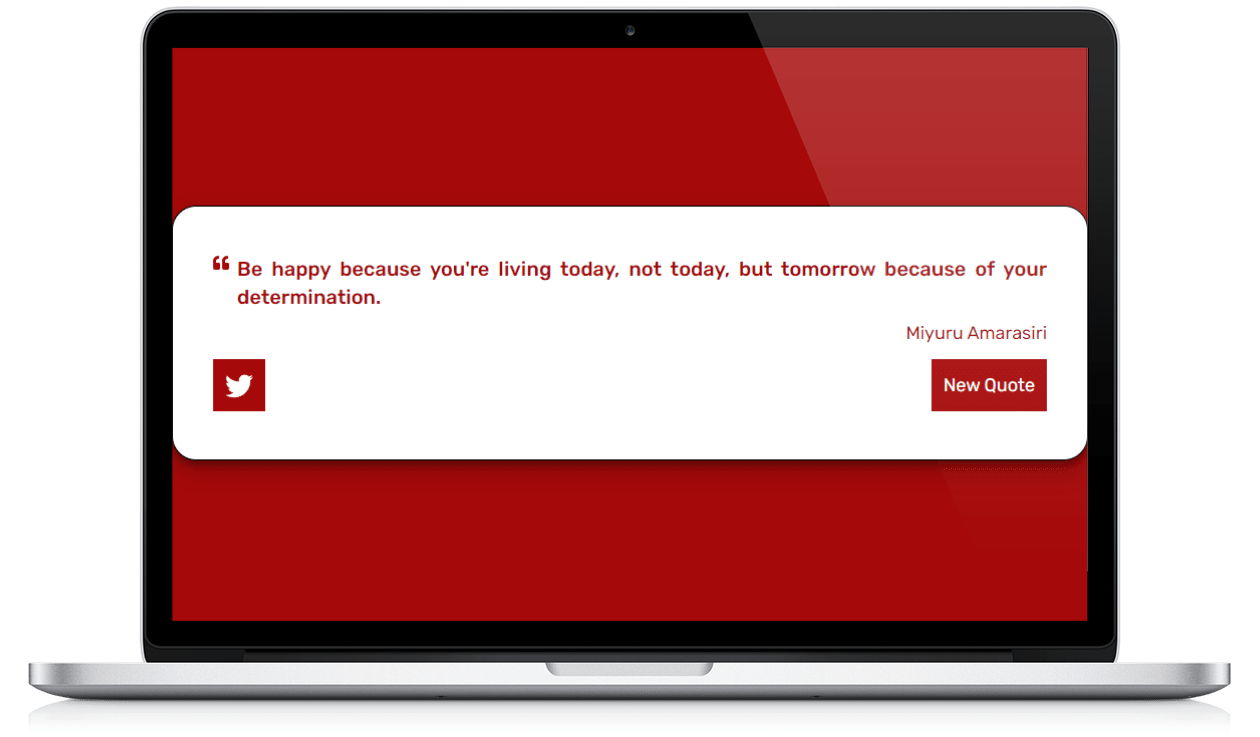 “ Be happy because you're living today, not today, but tomorrow because of your
determination.
Miyuru Amarasiri
New Quote